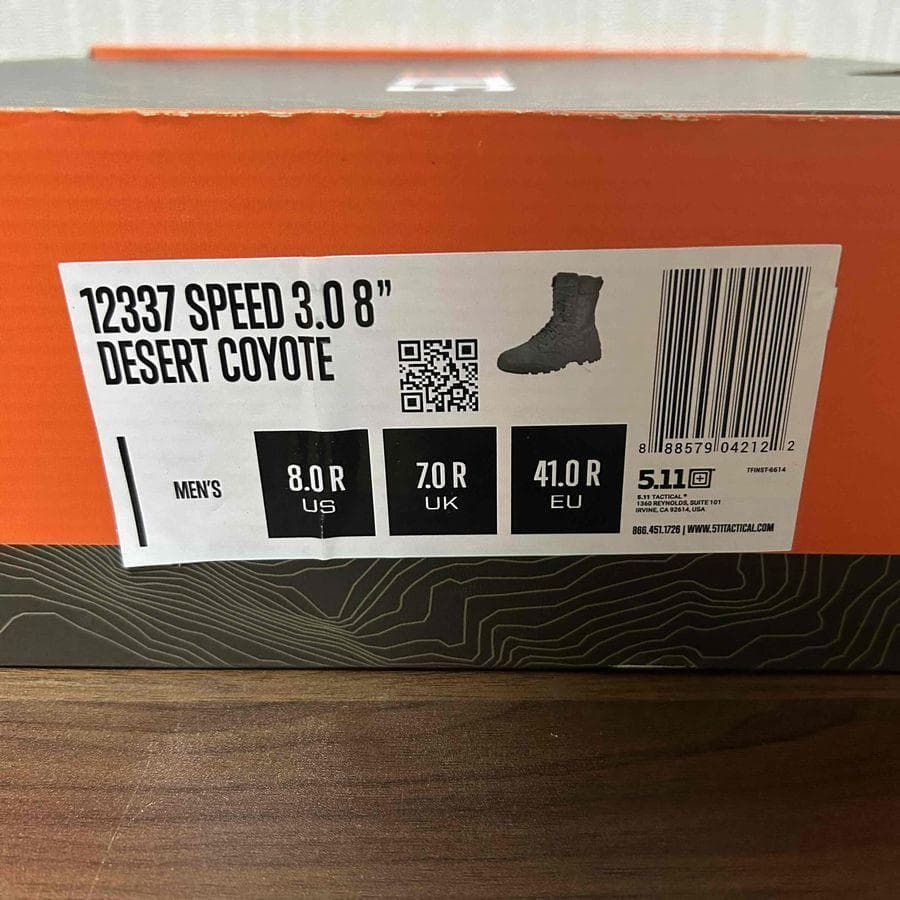 12337 SPEED 3.0 8”
DESERT COYOTE
MEN'S
8.0 R
US
7.0 R
UK
41.0 R
EU
8 88579 04212 2
5.11
TFINST-6614
5.11 TACTICAL®
1360 REYNOLDS, SUITE 101
IRVINE, CA 92614, USA
866.451.1726 | WWW.511TACTICAL.COM